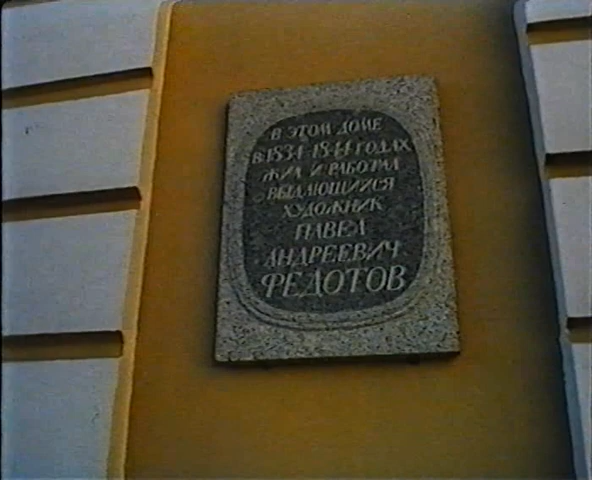 В ЭТОМ ДОМЕ
В 1834-1844 ГОДАХ
ЖИЛ И РАБОТАЛ
ВЫДАЮЩИЙСЯ
ХУДОЖНИК
ПАВЕЛ
АНДРЕЕВИЧ
ФЕДОТОВ